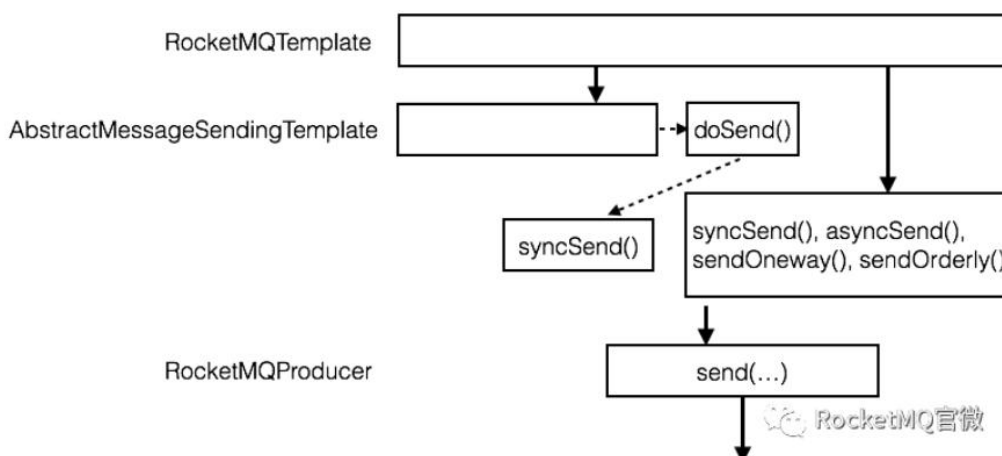 RocketMQTemplate
AbstractMessageSendingTemplate
doSend()
syncSend()
syncSend(), asyncSend(),
sendOneway(), sendOrderly()
RocketMQProducer
send(...)
RocketMQ官微